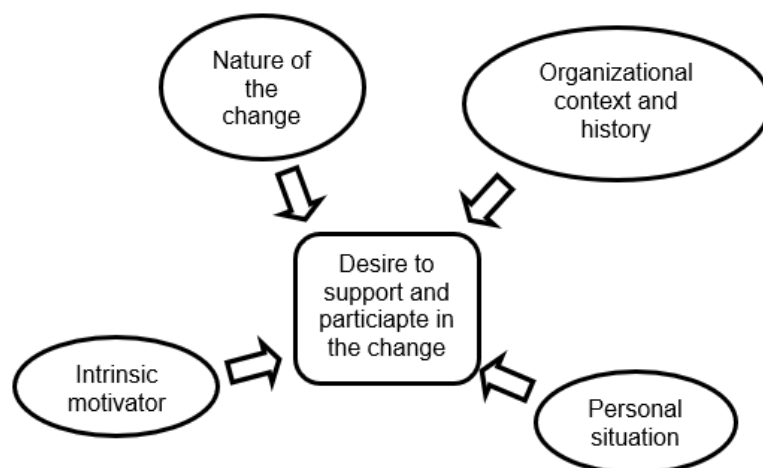 Nature of
the
change
Organizational
context and
history
Desire to
support and
particiapte in
the change
Intrinsic
motivator
Personal
situation